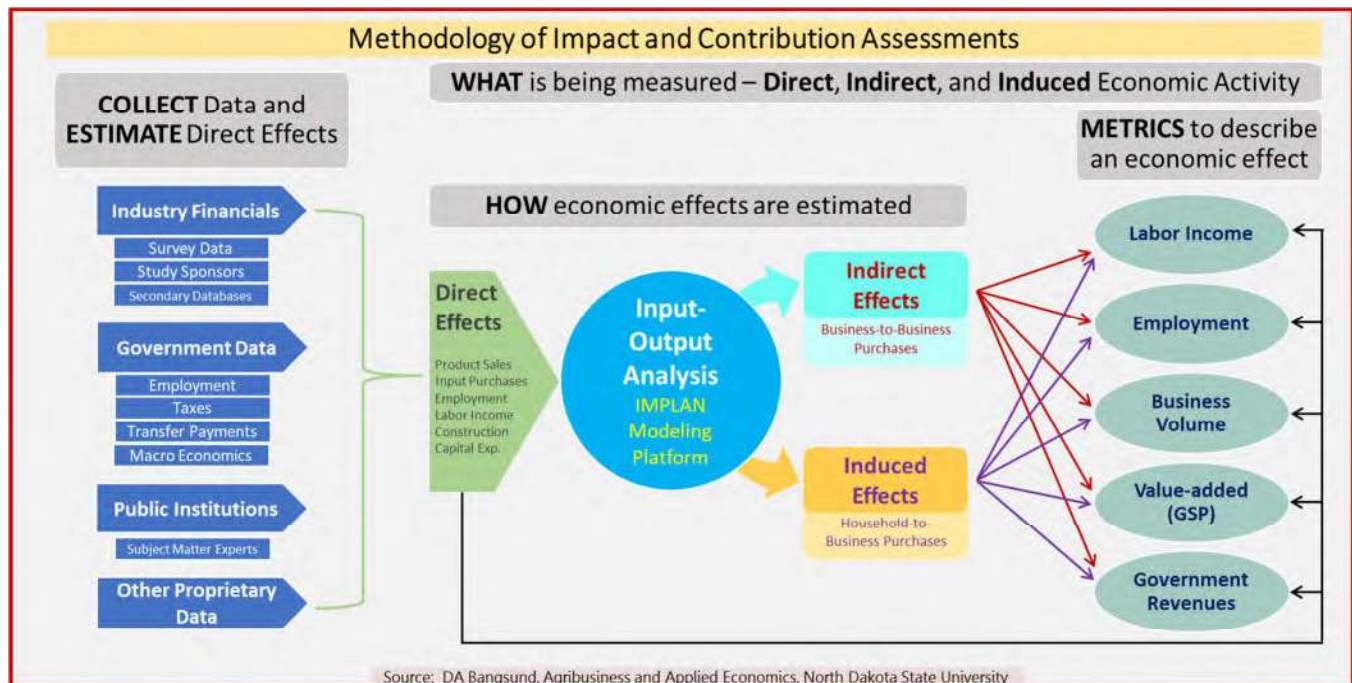 Methodology of Impact and Contribution Assessments
COLLECT Data and
ESTIMATE Direct Effects
WHAT is being measured – Direct, Indirect, and Induced Economic Activity
METRICS to describe
an economic effect
HOW economic effects are estimated
Industry Financials
Survey Data
Study Sponsors
Secondary Databases
Government Data
Employment
Taxes
Transfer Payments
Macro Economics
Public Institutions
Subject Matter Experts
Other Proprietary
Data
Direct
Effects
Product Sales
Input Purchases
Employment
Labor Income
Construction
Capital Exp.
Input-
Output
Analysis
IMPLAN
Modeling
Platform
Indirect
Effects
Business-to-Business
Purchases
Induced
Effects
Household-to-
Business Purchases
Labor Income
Employment
Business
Volume
Value-added
(GSP)
Government
Revenues
Source: DA Bangsund, Agribusiness and Applied Economics, North Dakota State University